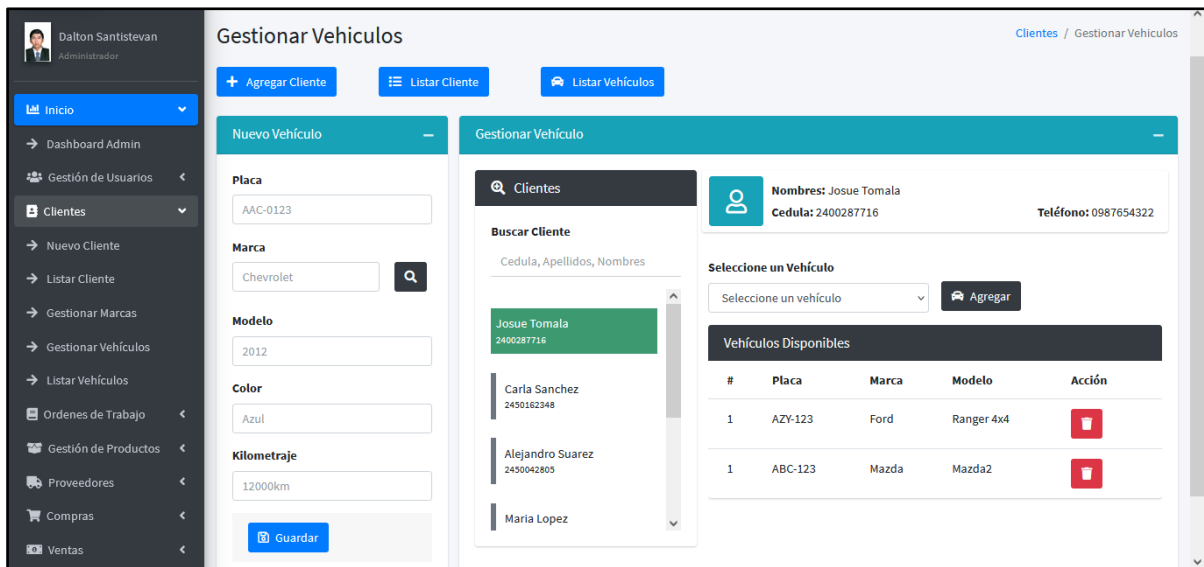 Dalton Santistevan
Administrador
Inicio
Dashboard Admin
Gestión de Usuarios
Clientes
Nuevo Cliente
Listar Cliente
Gestionar Marcas
Gestionar Vehículos
Listar Vehículos
Ordenes de Trabajo
Gestión de Productos
Proveedores
Compras
Ventas
Gestionar Vehiculos
Clientes / Gestionar Vehiculos
Agregar Cliente
Listar Cliente
Listar Vehículos
Nuevo Vehículo
Placa
AAC-0123
Marca
Chevrolet
Modelo
2012
Color
Azul
Kilometraje
12000km
Guardar
Gestionar Vehículo
Clientes
Buscar Cliente
Cedula, Apellidos, Nombres
Josue Tomala
2400287716
Carla Sanchez
2450162348
Alejandro Suarez
2450042805
Maria Lopez
Nombres: Josue Tomala
Cedula: 2400287716 Teléfono: 0987654322
Seleccione un Vehículo
Seleccione un vehículo
Agregar
Vehículos Disponibles
# Placa Marca Modelo Acción
1 AZY-123 Ford Ranger 4x4
1 ABC-123 Mazda Mazda2